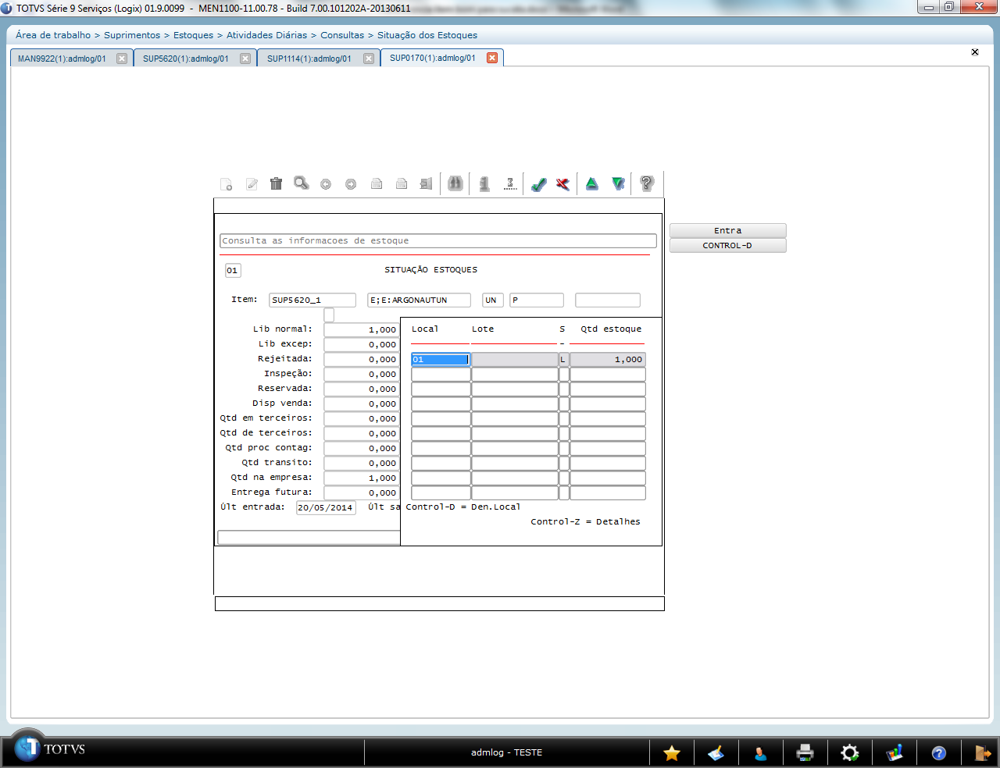 TOTVS Série 9 Serviços (Logix) 01.9.0099 - MEN1100-11.00.78 - Build 7.00.101202A-20130611
Área de trabalho > Suprimentos > Estoques > Atividades Diárias > Consultas > Situação dos Estoques
MAN9922(1):admlog/01 SUP5620(1):admlog/01 SUP1114(1):admlog/01 SUP0170(1):admlog/01
Consulta as informacoes de estoque
Entra
CONTROL-D
01 SITUAÇÃO ESTOQUES
Item: SUP5620_1 E;E:ARGONAUTUN UN P
Lib normal: 1,000 Local Lote S Qtd estoque
Lib excep: 0,000 -
Rejeitada: 0,000 01 L 1,000
Inspeção: 0,000
Reservada: 0,000
Disp venda: 0,000
Qtd em terceiros: 0,000
Qtd de terceiros: 0,000
Qtd proc contag: 0,000
Qtd transito: 0,000
Qtd na empresa: 1,000
Entrega futura: 0,000
Últ entrada: 20/05/2014 Últ sa Control-D = Den.Local
Control-Z = Detalhes
TOTVS admlog - TESTE